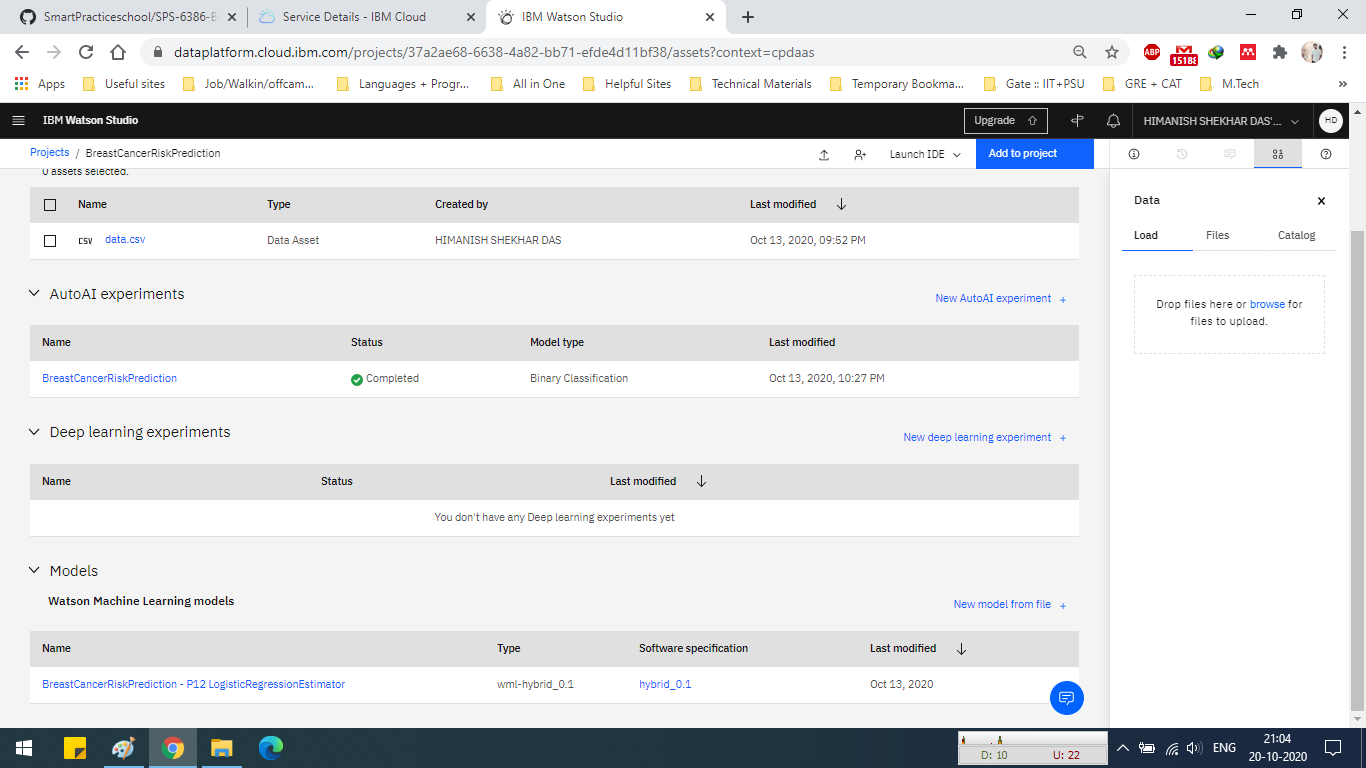 SmartPracticeschool/SPS-6386-B
Service Details - IBM Cloud
IBM Watson Studio
dataplatform.cloud.ibm.com/projects/37a2ae68-6638-4a82-bb71-efde4d11bf38/assets?context=cpdaas
ABP
15188
Apps
Useful sites
Job/Walkin/offcam...
Languages + Progr...
All in One
Helpful Sites
Technical Materials
Temporary Bookma...
Gate :: IIT+PSU
GRE + CAT
M.Tech
IBM Watson Studio
Upgrade
HIMANISH SHEKHAR DAS'...
HD
Projects / BreastCancerRiskPrediction
Launch IDE
Add to project
0 assets selected.
Name Type Created by Last modified
CSV data.csv Data Asset HIMANISH SHEKHAR DAS Oct 13, 2020, 09:52 PM
AutoAI experiments
New AutoAI experiment +
Name Status Model type Last modified
BreastCancerRiskPrediction Completed Binary Classification Oct 13, 2020, 10:27 PM
Deep learning experiments
New deep learning experiment +
Name Status Last modified
You don't have any Deep learning experiments yet
Models
Watson Machine Learning models
New model from file +
Name Type Software specification Last modified
BreastCancerRiskPrediction - P12 LogisticRegressionEstimator wml-hybrid_0.1 hybrid_0.1 Oct 13, 2020
Data
Load Files Catalog
Drop files here or browse for
files to upload.
D: 10 U: 22
ENG
21:04
20-10-2020